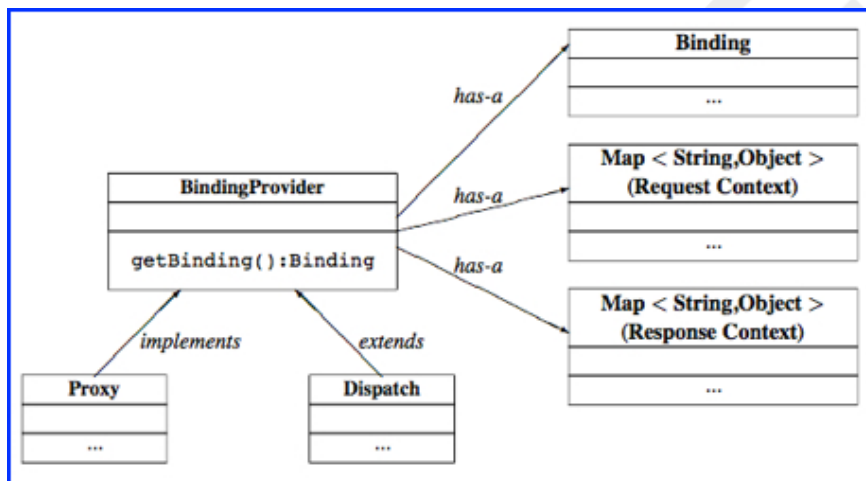 Binding
...
has-a
Map < String,Object >
(Request Context)
...
has-a
BindingProvider
getBinding():Binding
has-a
Map < String,Object >
(Response Context)
...
implements
extends
Proxy
...
Dispatch
...